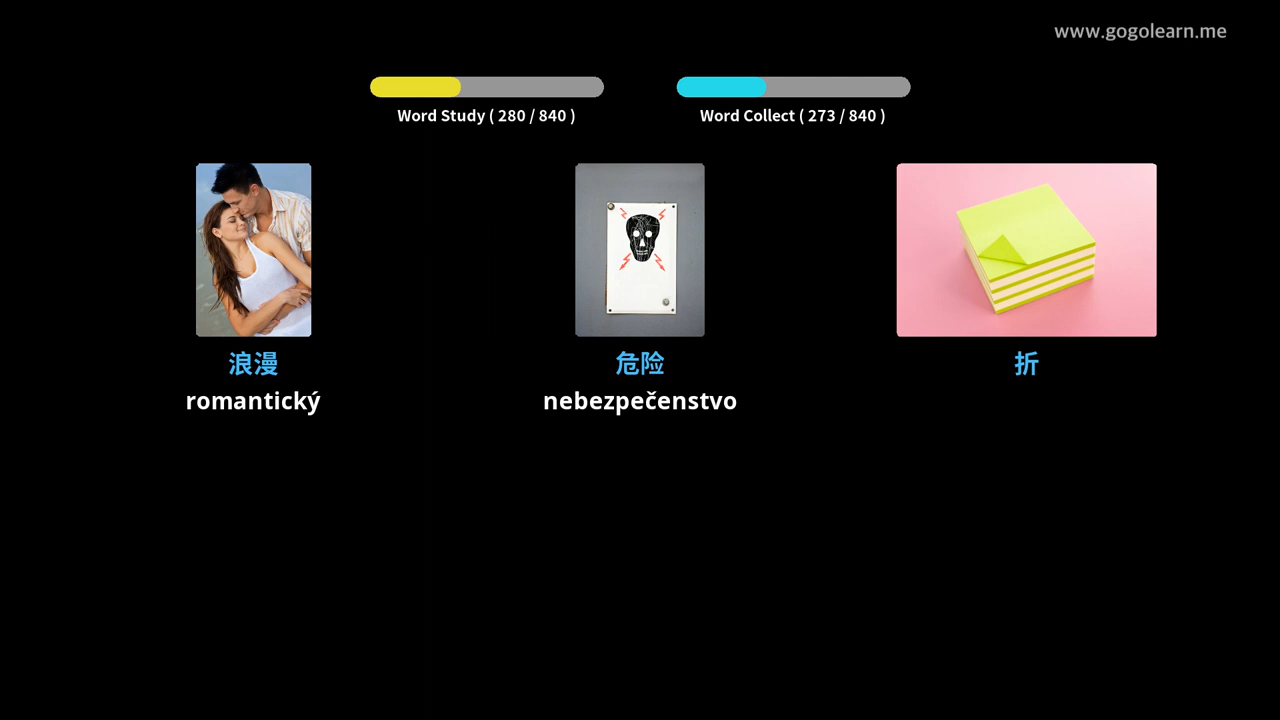 www.gogolearn.me
Word Study ( 280 / 840 )
Word Collect ( 273 / 840 )
浪漫
危险
折
romantický
nebezpečenstvo